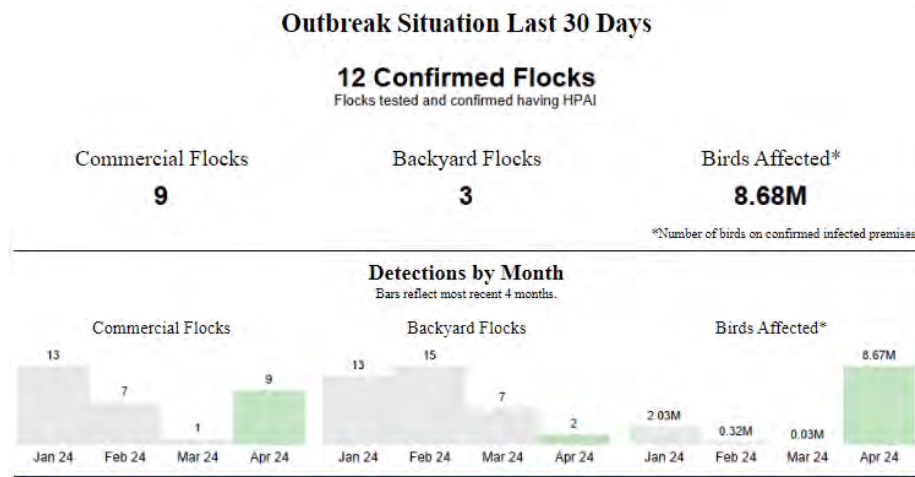 Outbreak Situation Last 30 Days
12 Confirmed Flocks
Flocks tested and confirmed having HPAI
Commercial Flocks
9
Backyard Flocks
3
Birds Affected*
8.68M
*Number of birds on confirmed infected premises
Detections by Month
Bars reflect most recent 4 months.
Commercial Flocks
13
7
1
9
Jan 24 Feb 24 Mar 24 Apr 24
Backyard Flocks
13
15
7
2
Jan 24 Feb 24 Mar 24 Apr 24
Birds Affected*
2.03M
0.32M
0.03M
8.67M
Jan 24 Feb 24 Mar 24 Apr 24